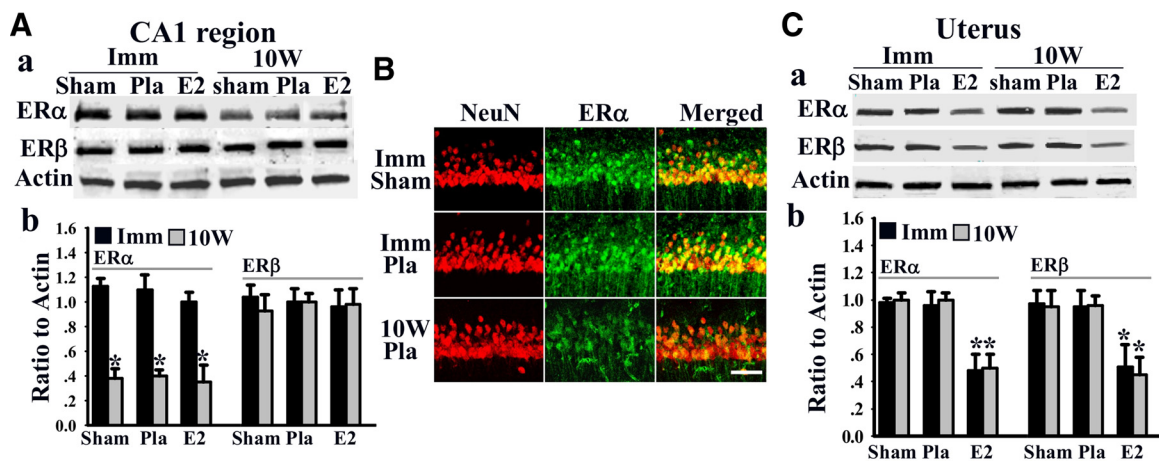 A
CA1 region
a
Imm 10W
Sham Pla E2 sham Pla E2
ERα
ERβ
Actin
b
Imm 10W
ERα ERβ
Ratio to Actin
1.6
1.4
1.2
1.0
.8
.6
.4
.2
0.0
* * *
Sham Pla E2 Sham Pla E2
B
NeuN ERα Merged
Imm
Sham
Imm
Pla
10W
Pla
C
Uterus
a
Imm 10W
Sham Pla E2 sham Pla E2
ERα
ERβ
Actin
b
Imm 10W
ERα ERβ
Ratio to Actin
1.6
1.4
1.2
1.0
.8
.6
.4
.2
0.0
** * *
Sham Pla E2 Sham Pla E2